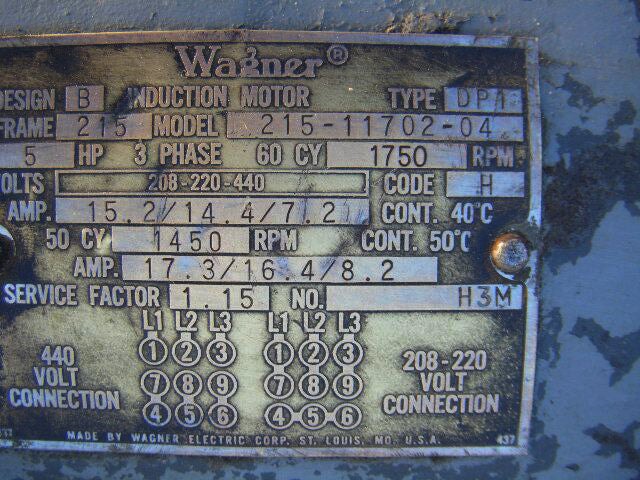 Wagner®
DESIGN B INDUCTION MOTOR TYPE DP1
FRAME 215 MODEL 215-11702-04
5 HP 3 PHASE 60 CY 1750 RPM
VOLTS 208-220-440 CODE H
AMP. 15.2/14.4/7.2 CONT. 40°C
50 CY 1450 RPM CONT. 50°C
AMP. 17.3/16.4/8.2
SERVICE FACTOR 1.15 NO. H3M
L1 L2 L3 L1 L2 L3
440 VOLT CONNECTION
1 2 3 1 2 3
7 8 9 7 8 9
4 5 6 4 5 6
208-220 VOLT CONNECTION
MADE BY WAGNER ELECTRIC CORP. ST. LOUIS, MO. U.S.A. 437